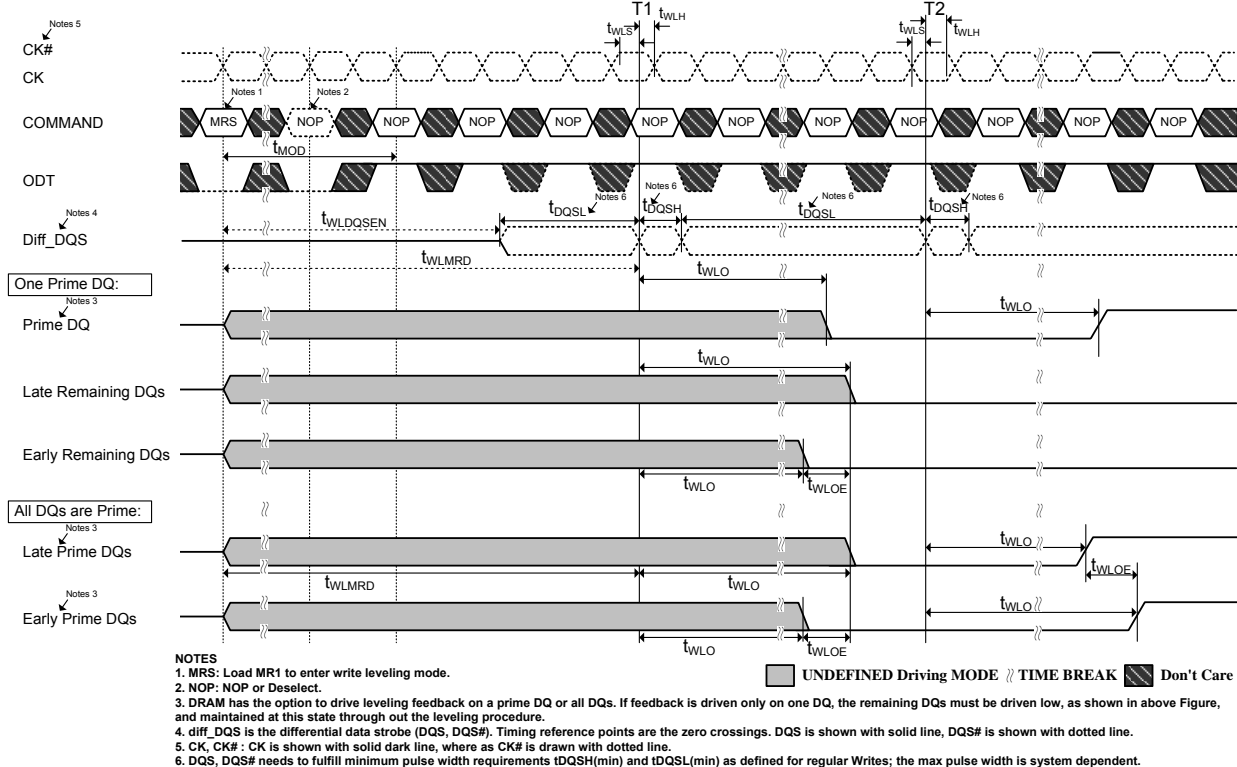 T1
T2
Notes 5
tWLS
tWLH
tWLS
tWLH
CK#
CK
Notes 1
Notes 2
COMMAND
MRS
NOP
NOP
NOP
NOP
NOP
NOP
NOP
NOP
NOP
NOP
NOP
tMOD
ODT
Notes 6
Notes 6
Notes 6
Notes 6
Notes 4
tWLDQSEN
tDQSL
tDQSH
tDQSL
tDQSH
Diff_DQS
tWLMRD
tWLO
One Prime DQ:
Notes 3
tWLO
Prime DQ
tWLO
Late Remaining DQs
Early Remaining DQs
tWLO
tWLOE
All DQs are Prime:
Notes 3
Late Prime DQs
tWLO
tWLOE
tWLMRD
tWLO
Notes 3
Early Prime DQs
tWLO
tWLO
tWLOE
NOTES
1. MRS: Load MR1 to enter write leveling mode.
UNDEFINED Driving MODE
TIME BREAK
Don't Care
2. NOP: NOP or Deselect.
3. DRAM has the option to drive leveling feedback on a prime DQ or all DQs. If feedback is driven only on one DQ, the remaining DQs must be driven low, as shown in above Figure,
and maintained at this state through out the leveling procedure.
4. diff_DQS is the differential data strobe (DQS, DQS#). Timing reference points are the zero crossings. DQS is shown with solid line, DQS# is shown with dotted line.
5. CK, CK# : CK is shown with solid dark line, where as CK# is drawn with dotted line.
6. DQS, DQS# needs to fulfill minimum pulse width requirements tDQSH(min) and tDQSL(min) as defined for regular Writes; the max pulse width is system dependent.